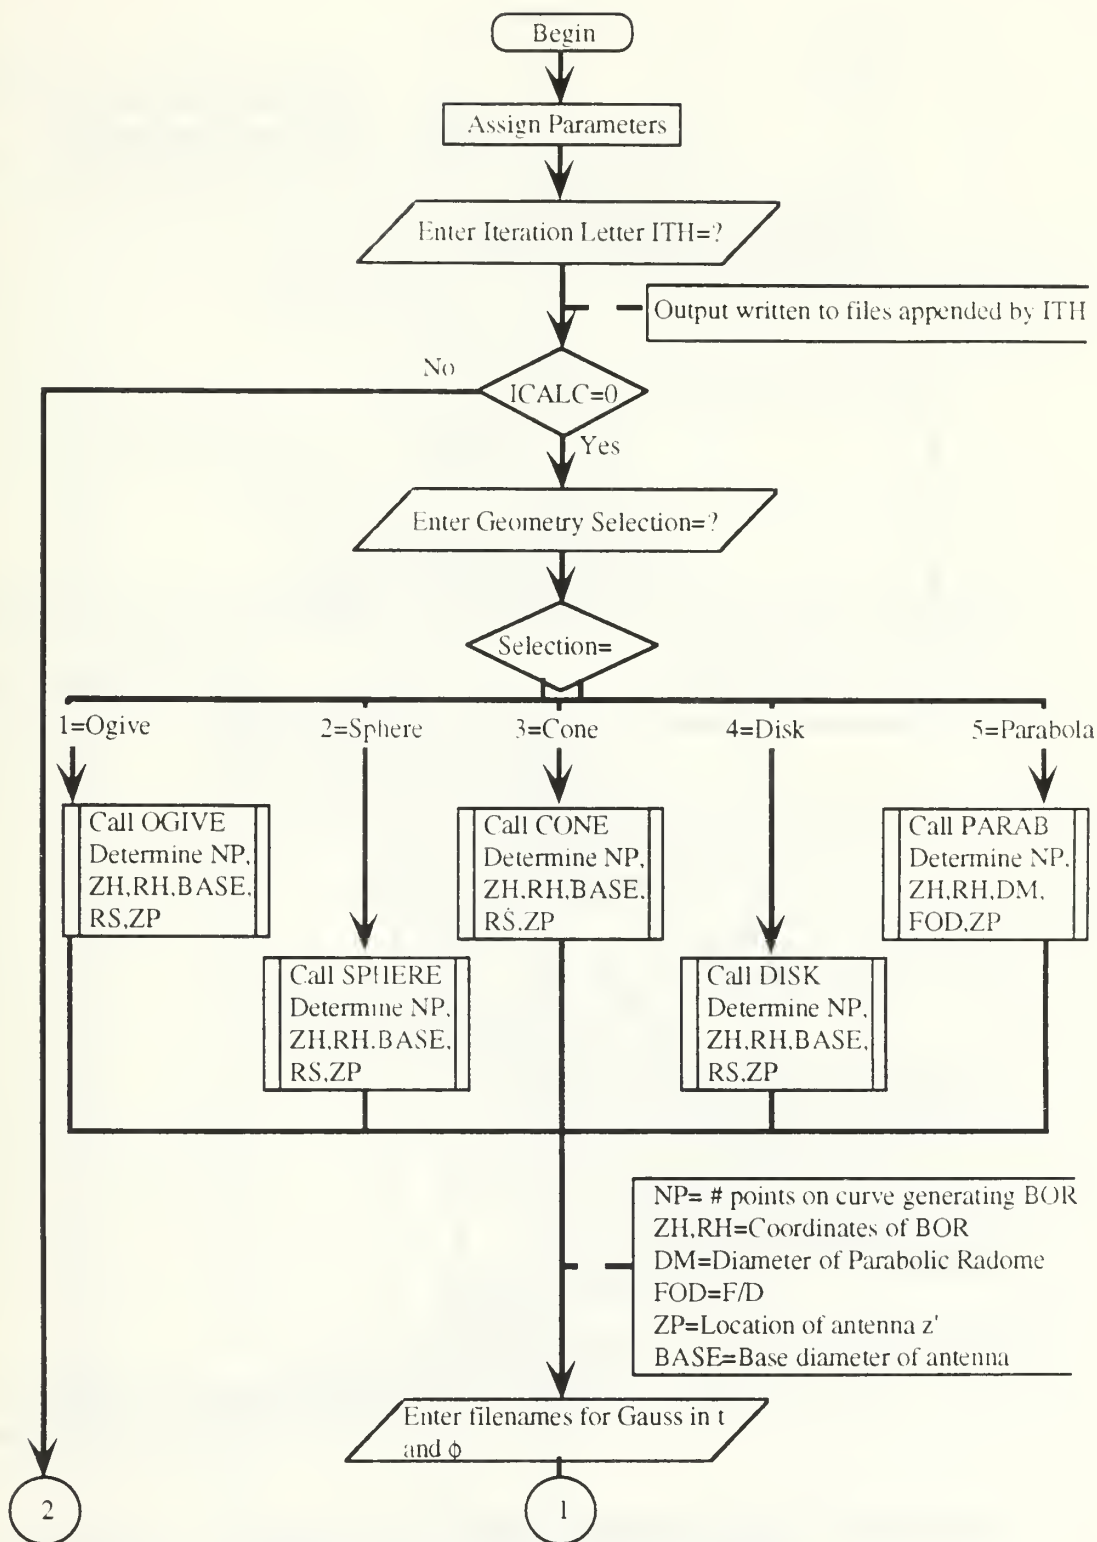 Begin
Assign Parameters
Enter Iteration Letter ITH=?
Output written to files appended by ITH
No
ICALC=0
Yes
Enter Geometry Selection=?
Selection=
1=Ogive
2=Sphere
3=Cone
4=Disk
5=Parabola
Call OGIVE
Determine NP,
ZH,RH,BASE,
RS,ZP
Call CONE
Determine NP,
ZH,RH,BASE,
RS,ZP
Call PARAB
Determine NP,
ZH,RH,DM,
FOD,ZP
Call SPHERE
Determine NP,
ZH,RH,BASE,
RS,ZP
Call DISK
Determine NP,
ZH,RH,BASE,
RS,ZP
NP= # points on curve generating BOR
ZH,RH=Coordinates of BOR
DM=Diameter of Parabolic Radome
FOD=F/D
ZP=Location of antenna z'
BASE=Base diameter of antenna
Enter filenames for Gauss in t
and ϕ
2
1